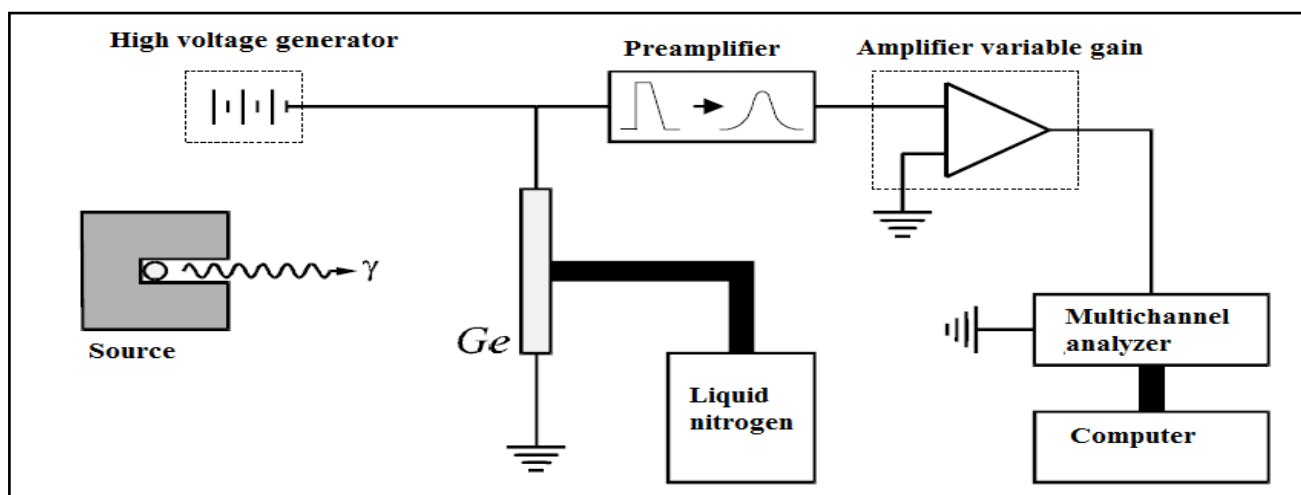 High voltage generator
Preamplifier
Amplifier variable gain
γ
Source
Ge
Liquid
nitrogen
Multichannel
analyzer
Computer